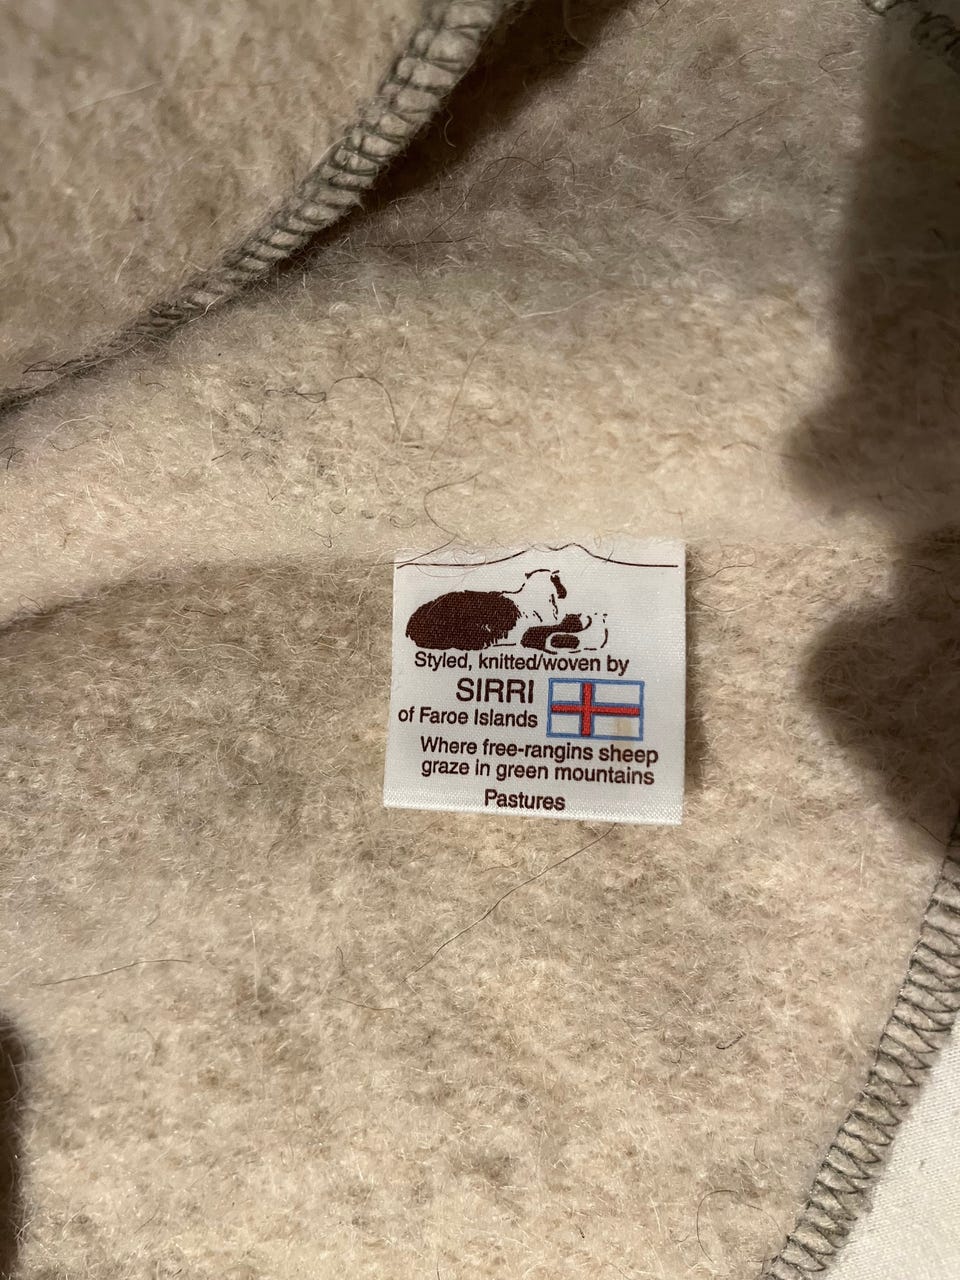 Styled, knitted/woven by
SIRRI
of Faroe Islands
Where free-rangins sheep
graze in green mountains
Pastures